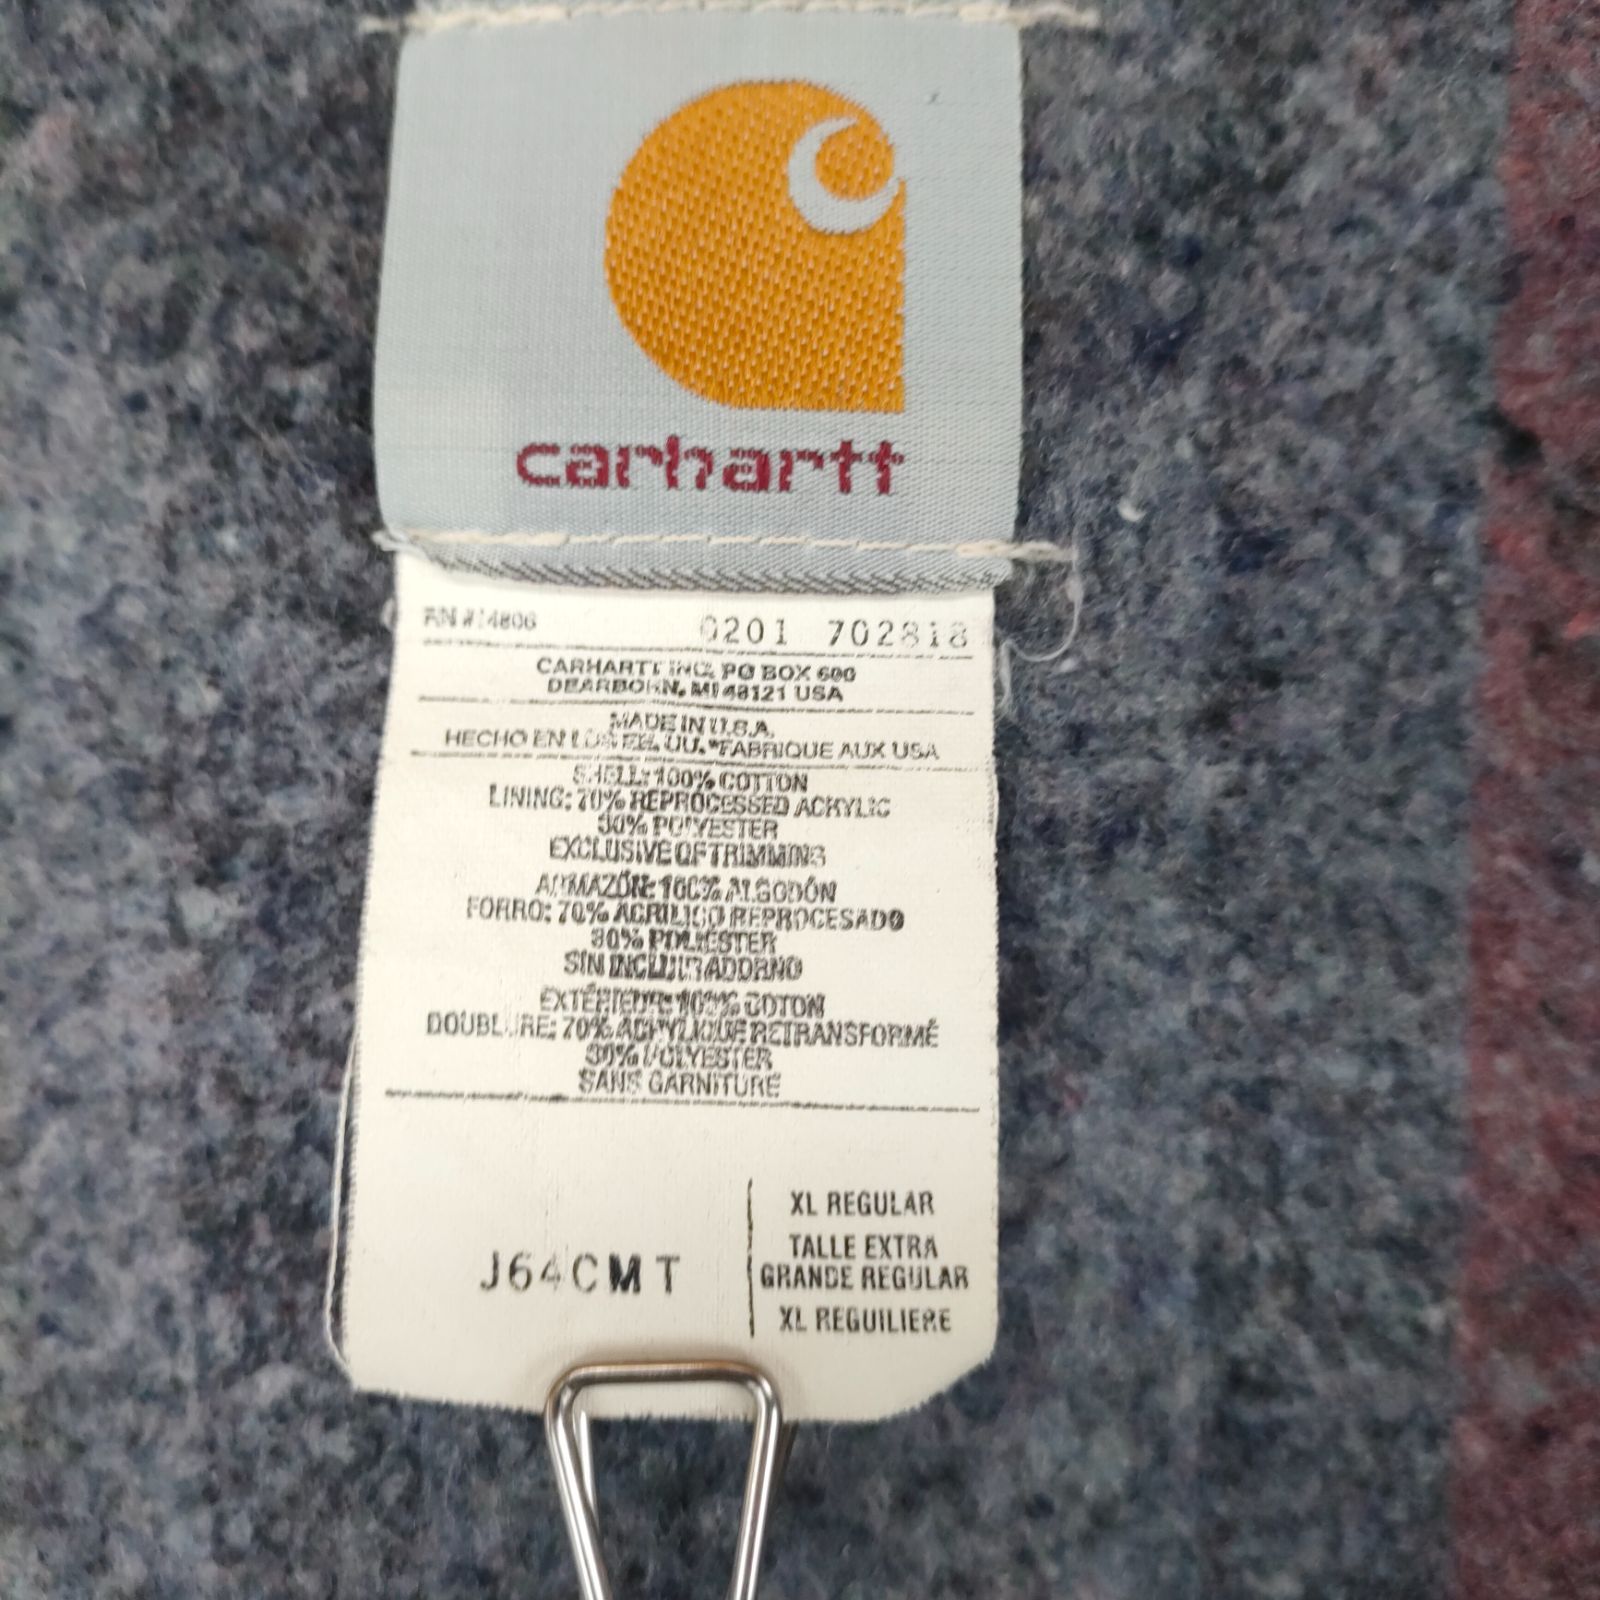 carhartt
RN #14806 0201 702818
CARHARTT INC. PO BOX 600
DEARBORN, MI 48121 USA
MADE IN U.S.A.
HECHO EN LOS EE. UU. *FABRIQUE AUX USA
SHELL: 100% COTTON
LINING: 70% REPROCESSED ACRYLIC
30% POLYESTER
EXCLUSIVE OF TRIMMING
ARMAZÓN: 100% ALGODÓN
FORRO: 70% ACRILICO REPROCESADO
30% POLIESTER
SIN INCLUIR ADORNO
EXTÉRIEUR: 100% COTON
DOUBLURE: 70% ACRYLIQUE RETRANSFORMÉ
30% POLYESTER
SANS GARNITURE
J64CMT
XL REGULAR
TALLE EXTRA
GRANDE REGULAR
XL REGUILIERE